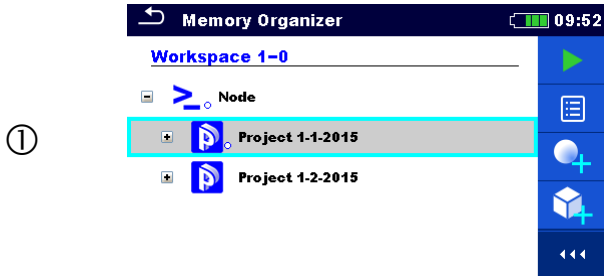 Memory Organizer 09:52
Workspace 1-0
Node
① Project 1-1-2015
Project 1-2-2015